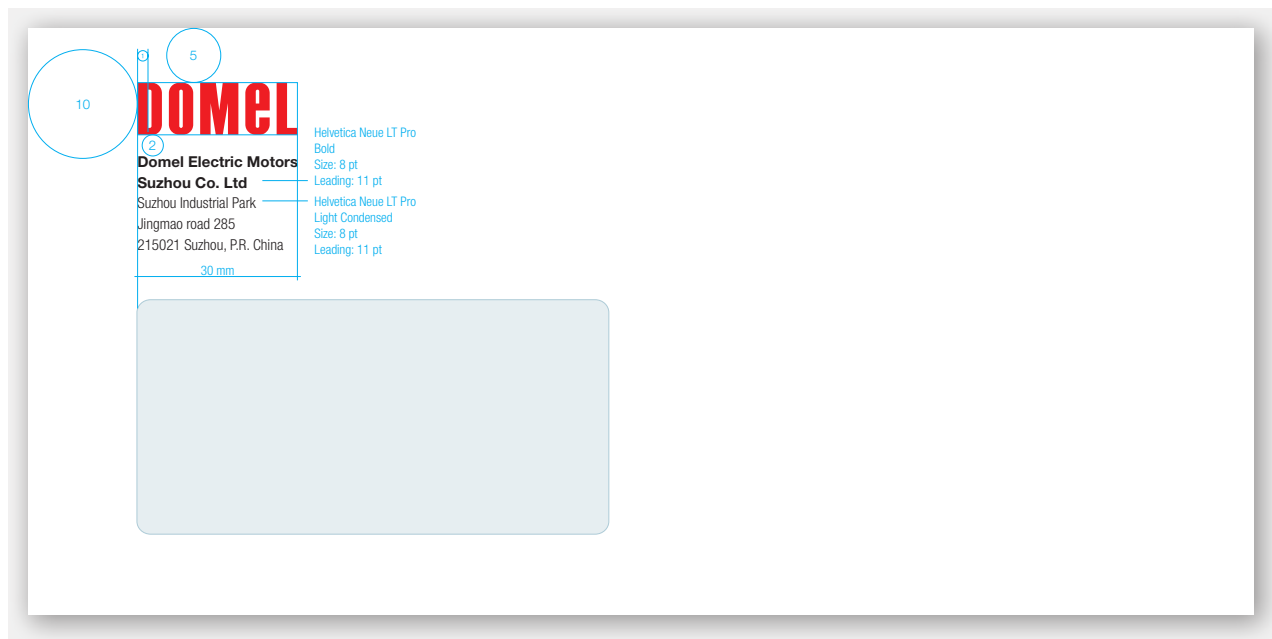 1
5
10
DOMEL
2
Domel Electric Motors
Suzhou Co. Ltd
Suzhou Industrial Park
Jingmao road 285
215021 Suzhou, P.R. China
30 mm
Helvetica Neue LT Pro
Bold
Size: 8 pt
Leading: 11 pt
Helvetica Neue LT Pro
Light Condensed
Size: 8 pt
Leading: 11 pt